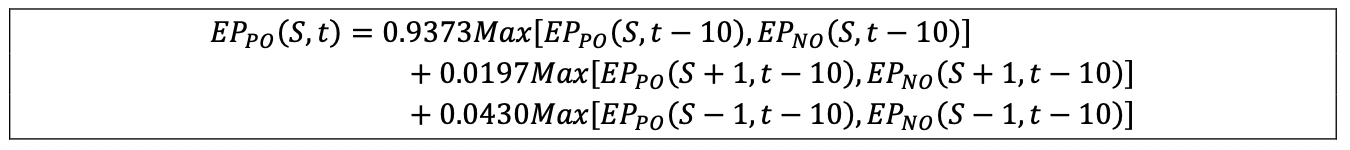 EP_PO(S, t) = 0.9373Max[EP_PO(S, t − 10), EP_NO(S, t − 10)]
+ 0.0197Max[EP_PO(S + 1, t − 10), EP_NO(S + 1, t − 10)]
+ 0.0430Max[EP_PO(S − 1, t − 10), EP_NO(S − 1, t − 10)]